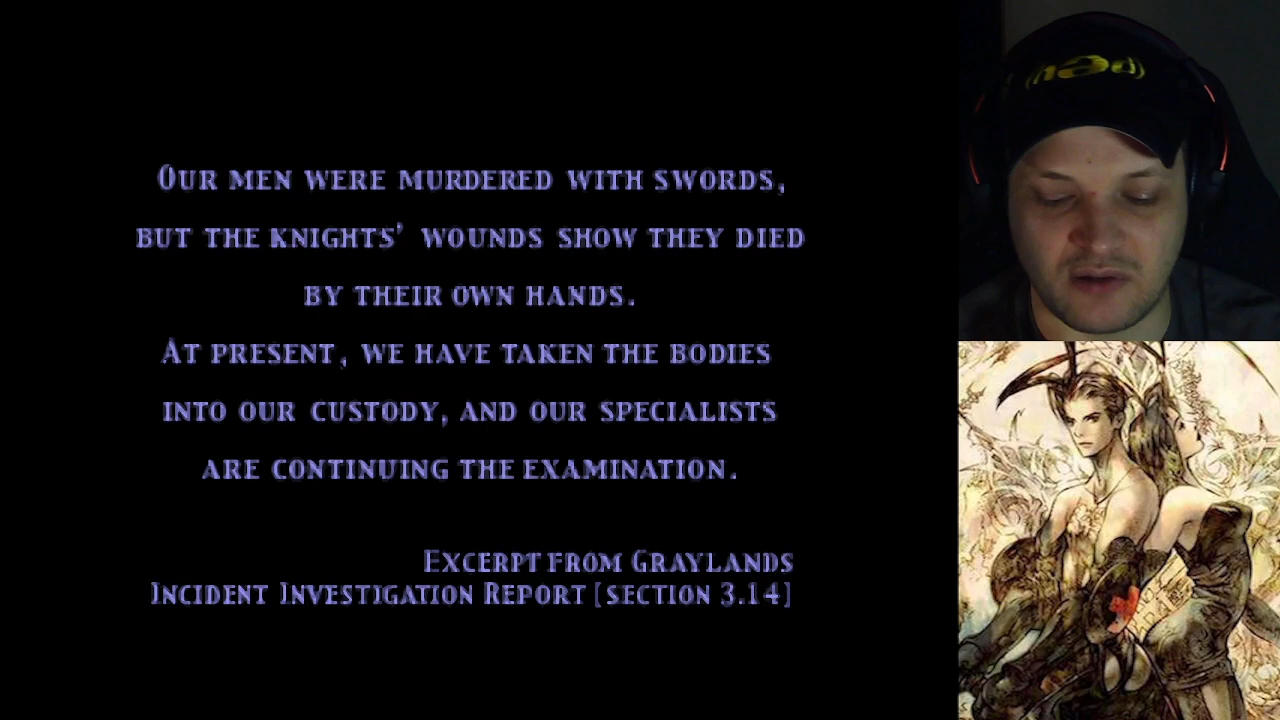 Our men were murdered with swords,
but the knights' wounds show they died
by their own hands.
At present, we have taken the bodies
into our custody, and our specialists
are continuing the examination.
Excerpt from Graylands
Incident Investigation Report [section 3.14]